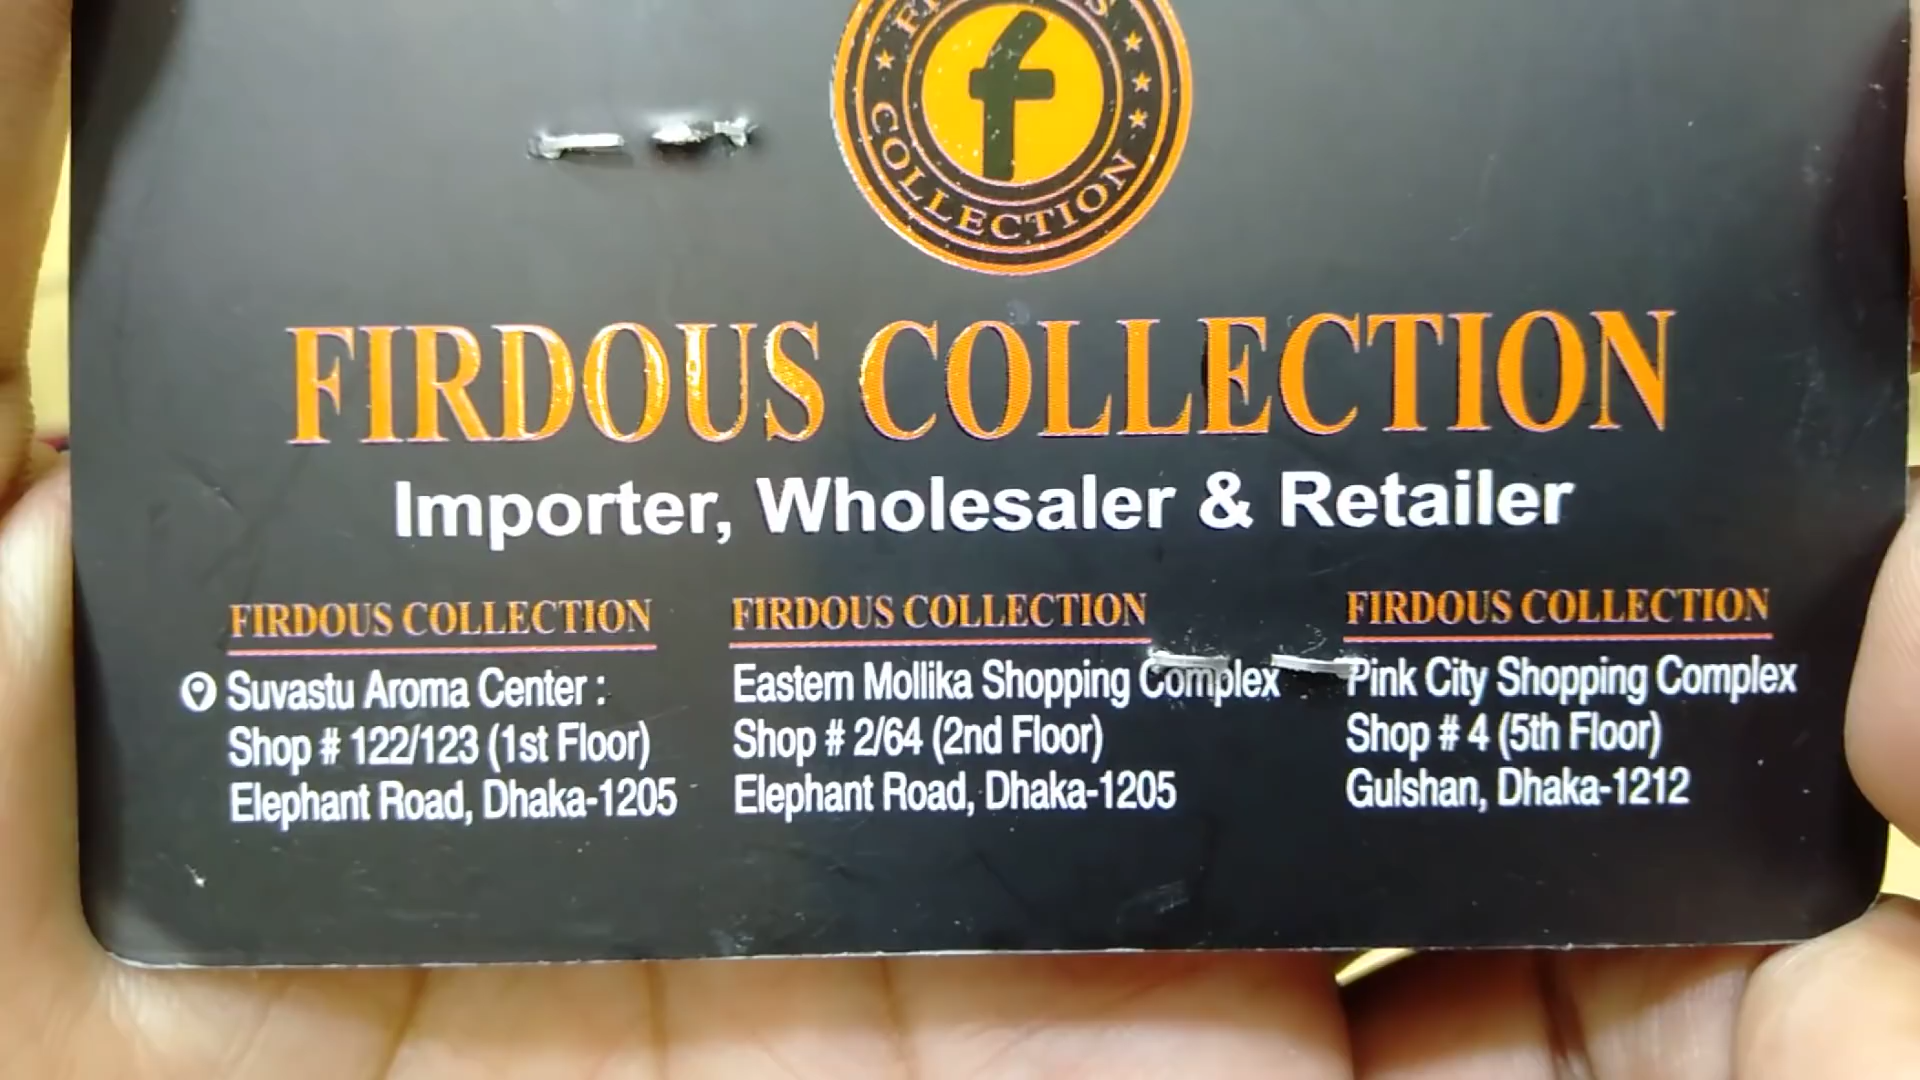 f
COLLECTION
FIRDOUS COLLECTION
Importer, Wholesaler & Retailer
FIRDOUS COLLECTION
Suvastu Aroma Center :
Shop # 122/123 (1st Floor)
Elephant Road, Dhaka-1205
FIRDOUS COLLECTION
Eastern Mollika Shopping Complex
Shop # 2/64 (2nd Floor)
Elephant Road, Dhaka-1205
FIRDOUS COLLECTION
Pink City Shopping Complex
Shop # 4 (5th Floor)
Gulshan, Dhaka-1212